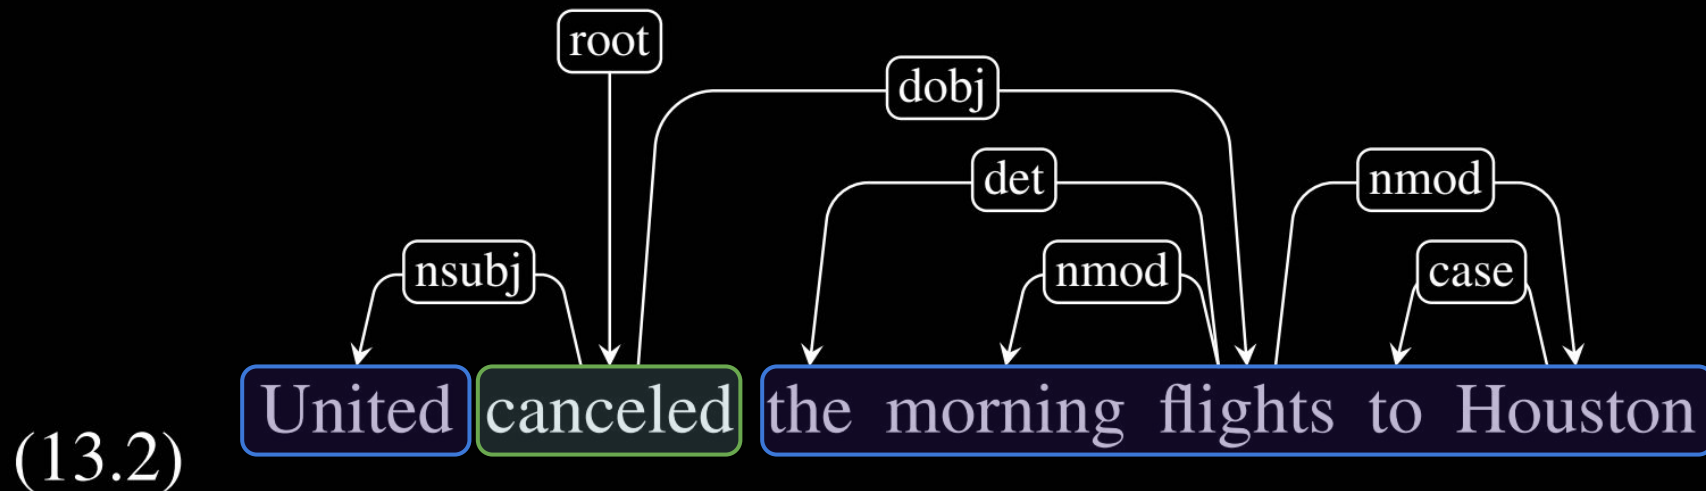 root
dobj
det
nmod
nsubj
nmod
case
United canceled the morning flights to Houston
(13.2)